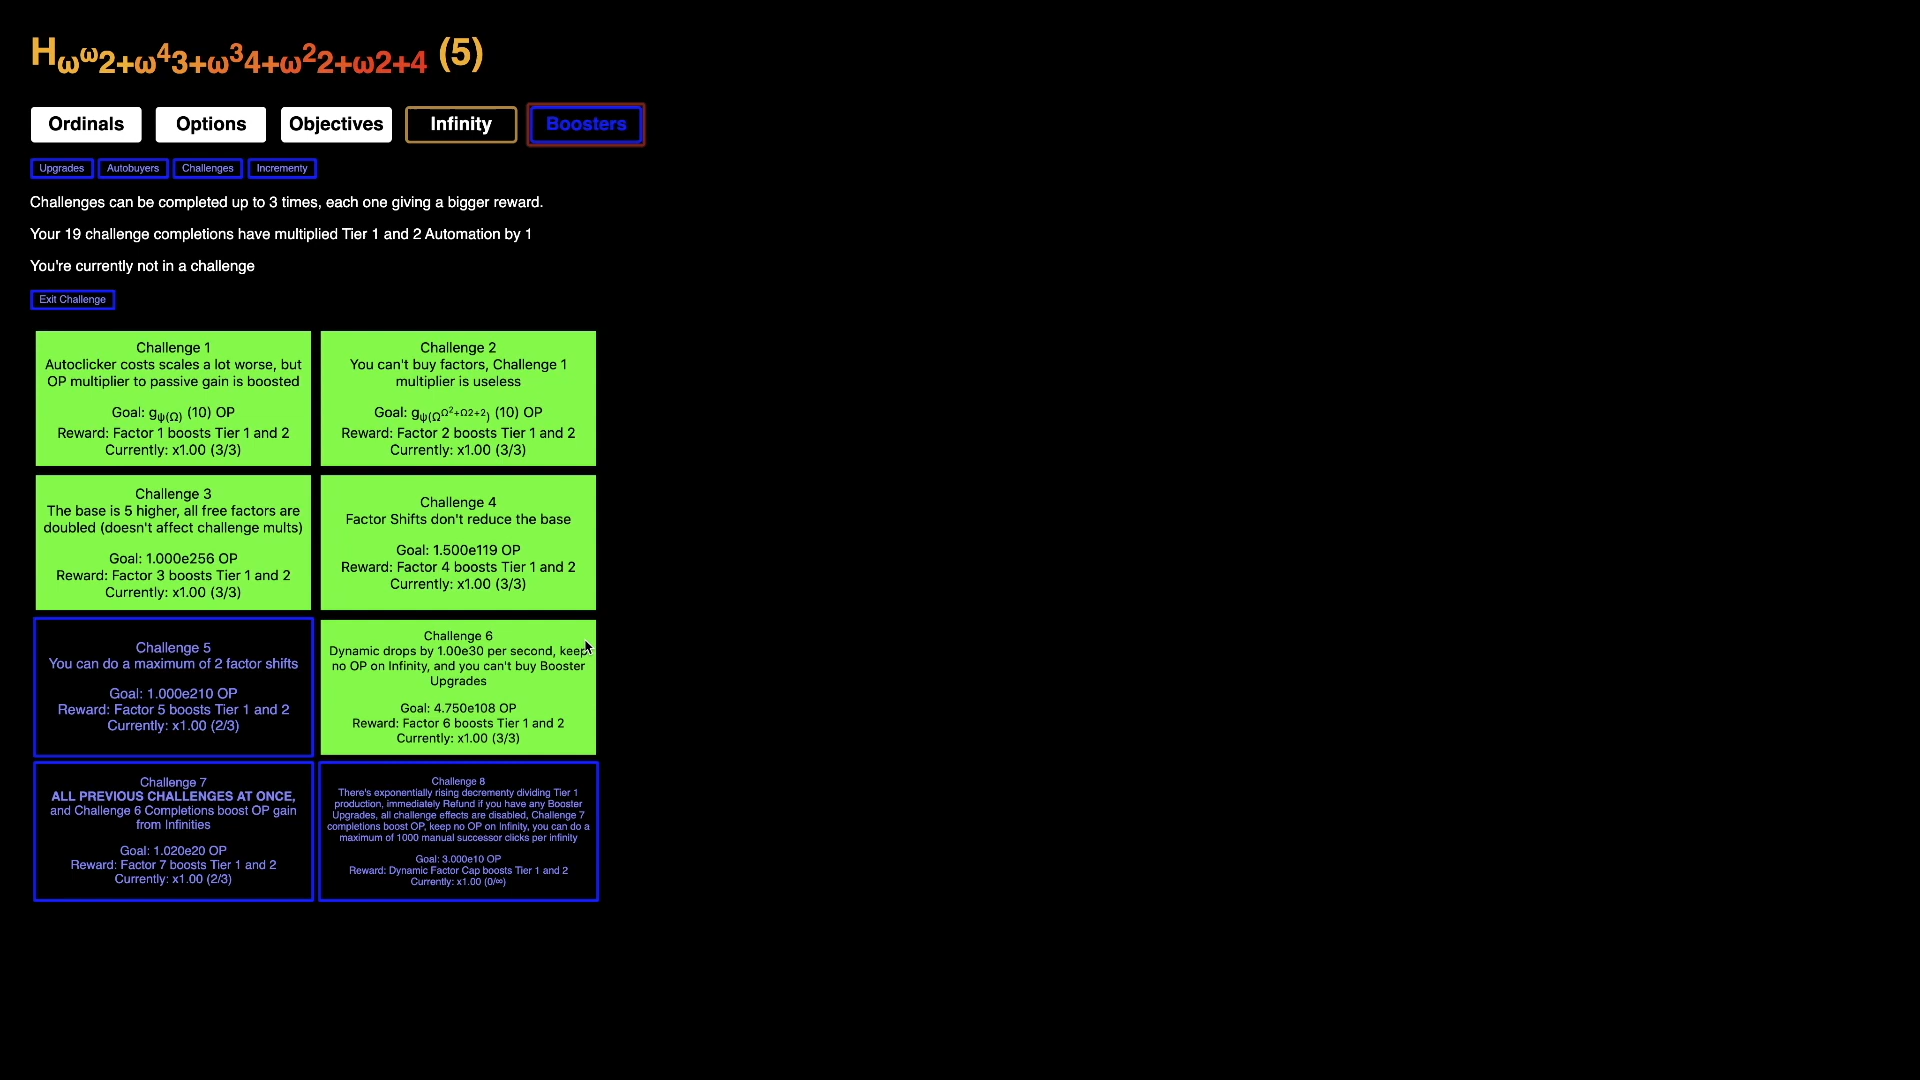 H_ω^ω2+ω^43+ω^34+ω^22+ω2+4 (5)
Ordinals Options Objectives Infinity Boosters
Upgrades Autobuyers Challenges Incrementy
Challenges can be completed up to 3 times, each one giving a bigger reward.
Your 19 challenge completions have multiplied Tier 1 and 2 Automation by 1
You're currently not in a challenge
Exit Challenge
Challenge 1
Autoclicker costs scales a lot worse, but
OP multiplier to passive gain is boosted
Goal: g_ψ(Ω) (10) OP
Reward: Factor 1 boosts Tier 1 and 2
Currently: x1.00 (3/3)
Challenge 2
You can't buy factors, Challenge 1
multiplier is useless
Goal: g_ψ(Ω^Ω^2+Ω2+2) (10) OP
Reward: Factor 2 boosts Tier 1 and 2
Currently: x1.00 (3/3)
Challenge 3
The base is 5 higher, all free factors are
doubled (doesn't affect challenge mults)
Goal: 1.000e256 OP
Reward: Factor 3 boosts Tier 1 and 2
Currently: x1.00 (3/3)
Challenge 4
Factor Shifts don't reduce the base
Goal: 1.500e119 OP
Reward: Factor 4 boosts Tier 1 and 2
Currently: x1.00 (3/3)
Challenge 5
You can do a maximum of 2 factor shifts
Goal: 1.000e210 OP
Reward: Factor 5 boosts Tier 1 and 2
Currently: x1.00 (2/3)
Challenge 6
Dynamic drops by 1.00e30 per second, keep
no OP on Infinity, and you can't buy Booster
Upgrades
Goal: 4.750e108 OP
Reward: Factor 6 boosts Tier 1 and 2
Currently: x1.00 (3/3)
Challenge 7
ALL PREVIOUS CHALLENGES AT ONCE,
and Challenge 6 Completions boost OP gain
from Infinities
Goal: 1.020e20 OP
Reward: Factor 7 boosts Tier 1 and 2
Currently: x1.00 (2/3)
Challenge 8
There's exponentially rising decrementy dividing Tier 1
production, immediately Refund if you have any Booster
Upgrades, all challenge effects are disabled, Challenge 7
completions boost OP, keep no OP on Infinity, you can do a
maximum of 1000 manual successor clicks per infinity
Goal: 3.000e10 OP
Reward: Dynamic Factor Cap boosts Tier 1 and 2
Currently: x1.00 (0/∞)